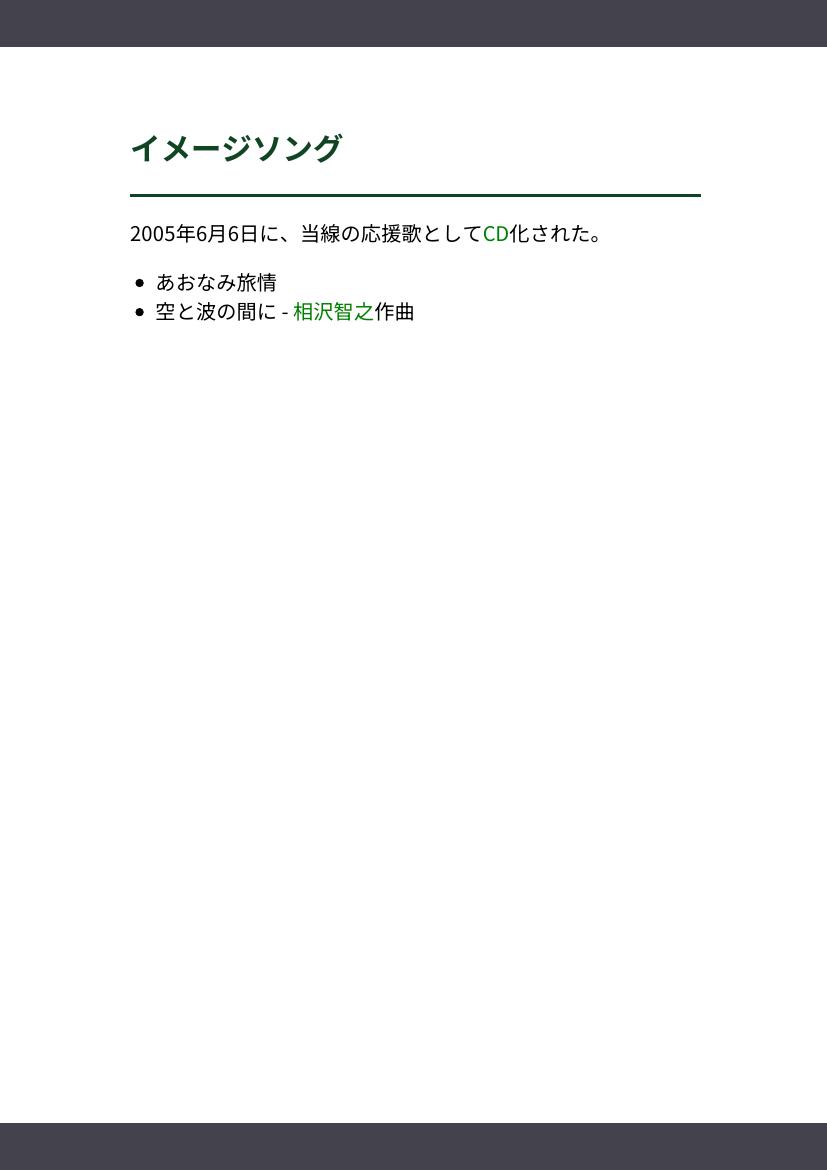 イメージソング
2005年6月6日に、当線の応援歌としてCD化された。
• あおなみ旅情
• 空と波の間に - 相沢智之作曲